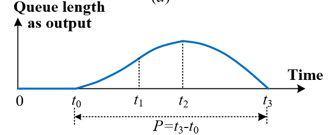 (a)
Queue length
as output
Time
0 t₀ t₁ t₂ t₃
P=t₃-t₀